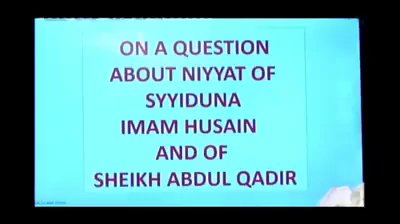 ON A QUESTION
ABOUT NIYYAT OF
SYYIDUNA
IMAM HUSAIN
AND OF
SHEIKH ABDUL QADIR